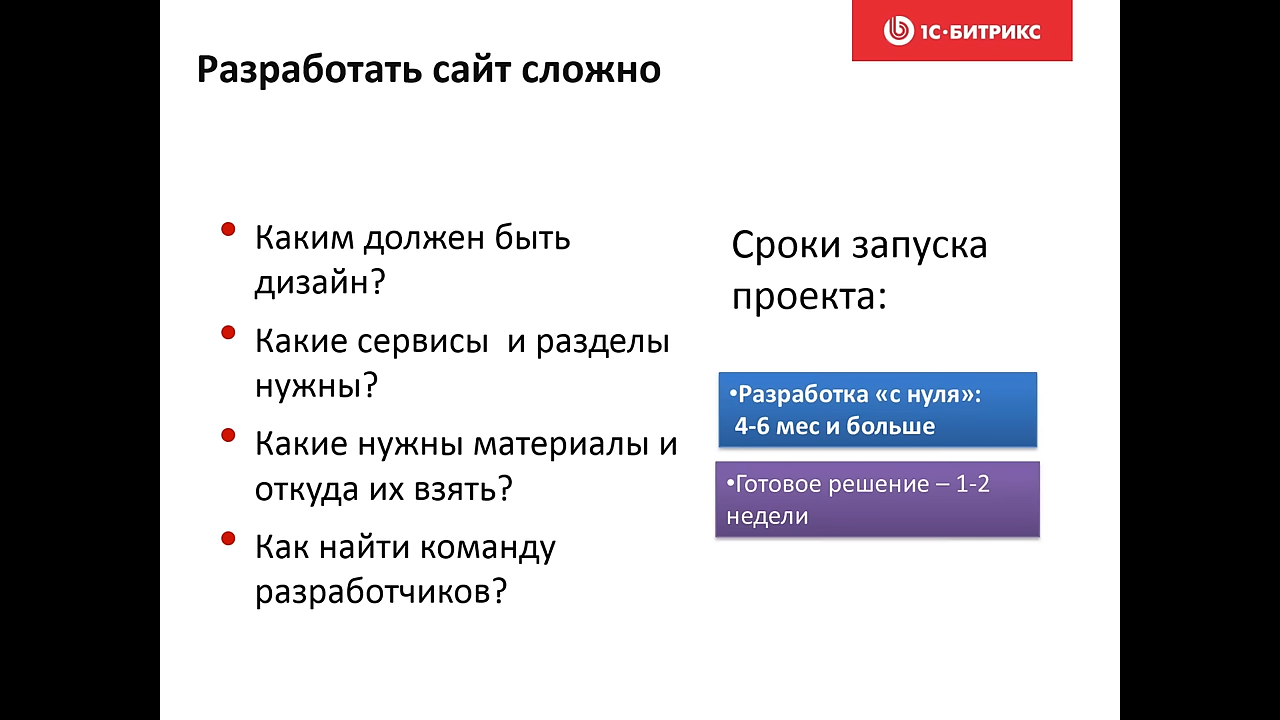 1С·БИТРИКС
Разработать сайт сложно
• Каким должен быть
дизайн?
• Какие сервисы  и разделы
нужны?
• Какие нужны материалы и
откуда их взять?
• Как найти команду
разработчиков?
Сроки запуска
проекта:
•Разработка «с нуля»:
4-6 мес и больше
•Готовое решение – 1-2
недели